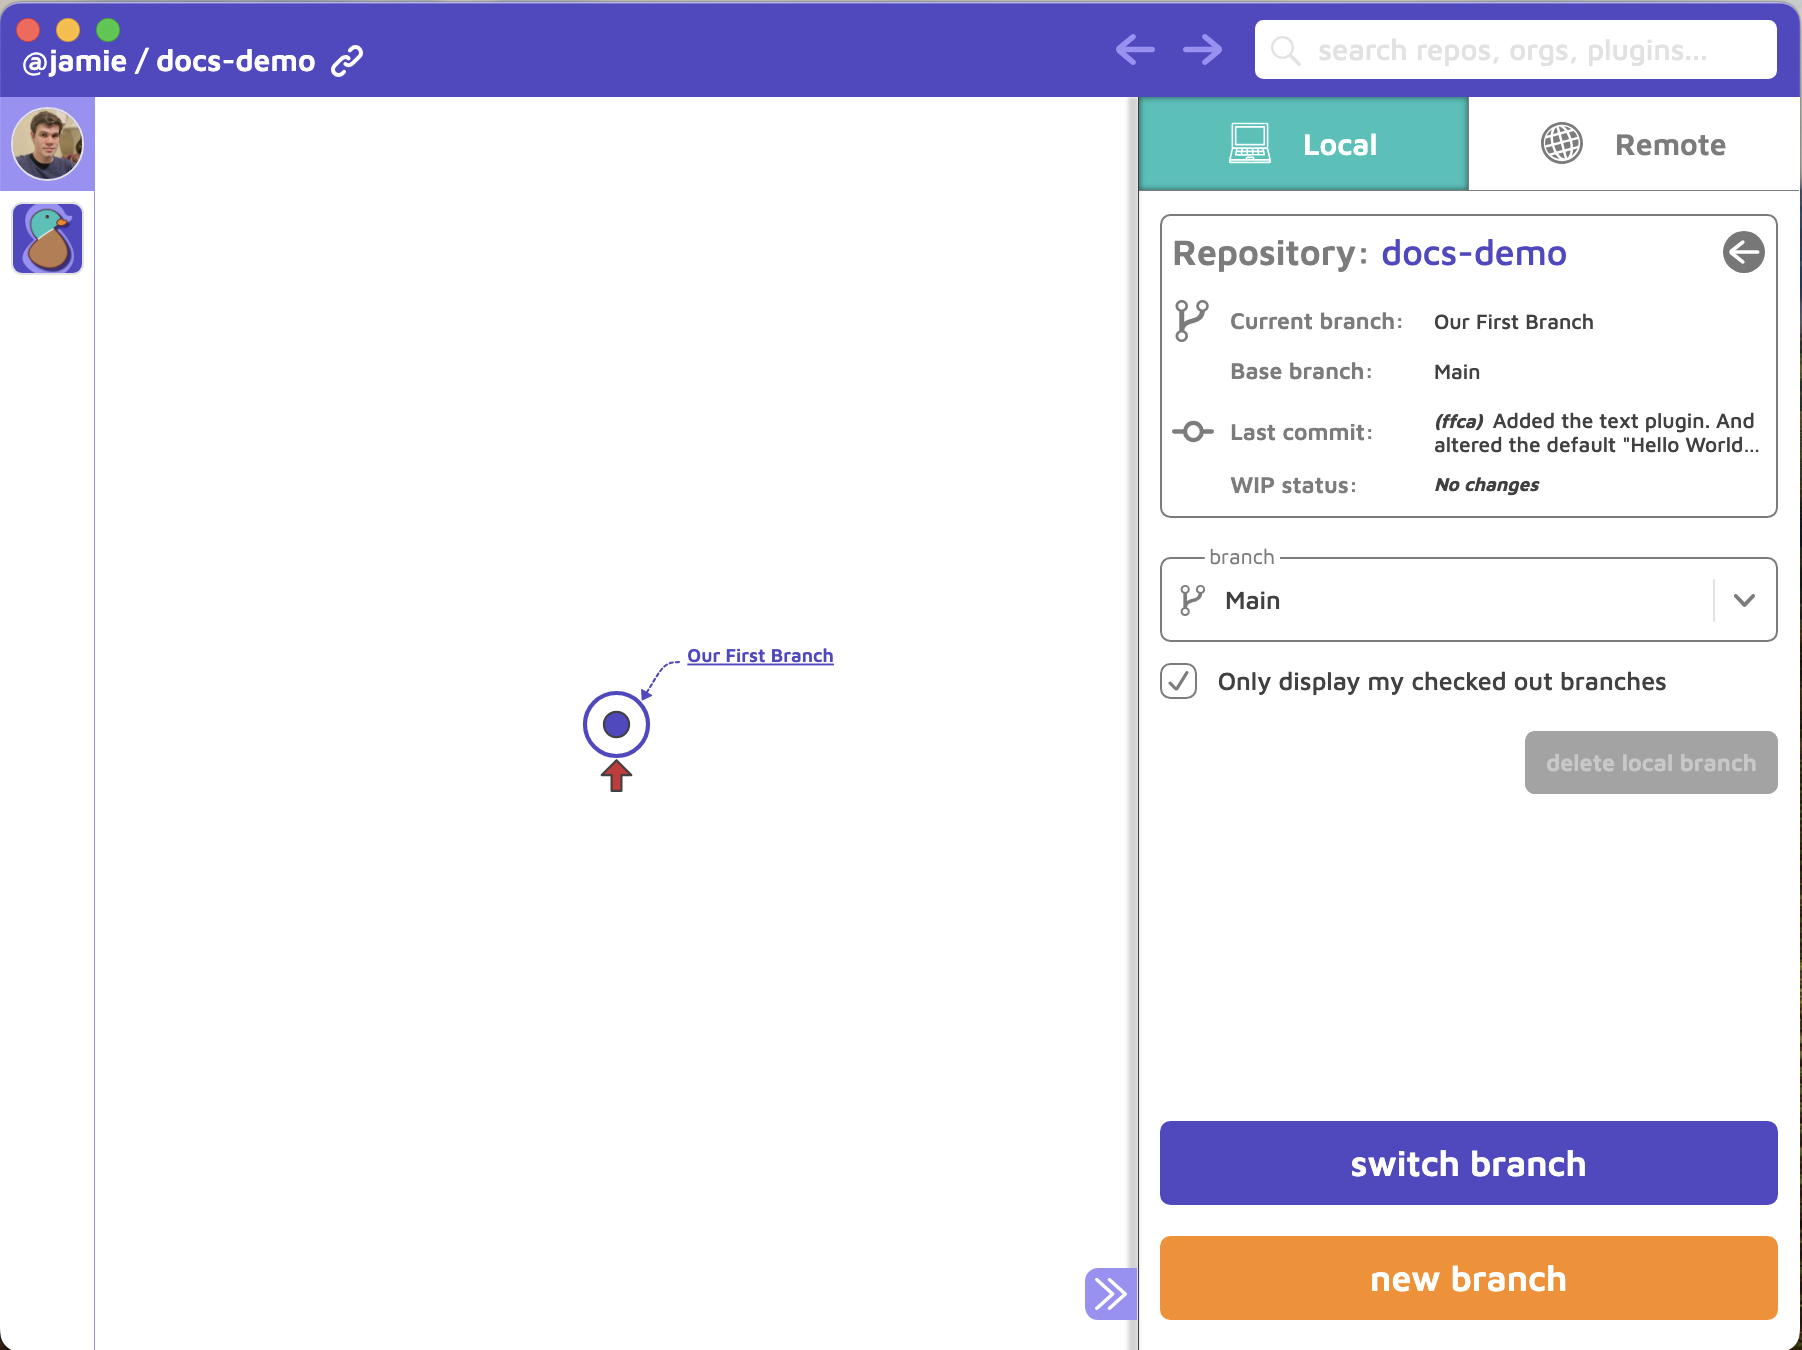 @jamie / docs-demo
search repos, orgs, plugins...
Local
Remote
Repository: docs-demo
Current branch: Our First Branch
Base branch: Main
Last commit: (ffca) Added the text plugin. And
altered the default "Hello World...
WIP status: No changes
branch
Main
Only display my checked out branches
delete local branch
Our First Branch
switch branch
new branch